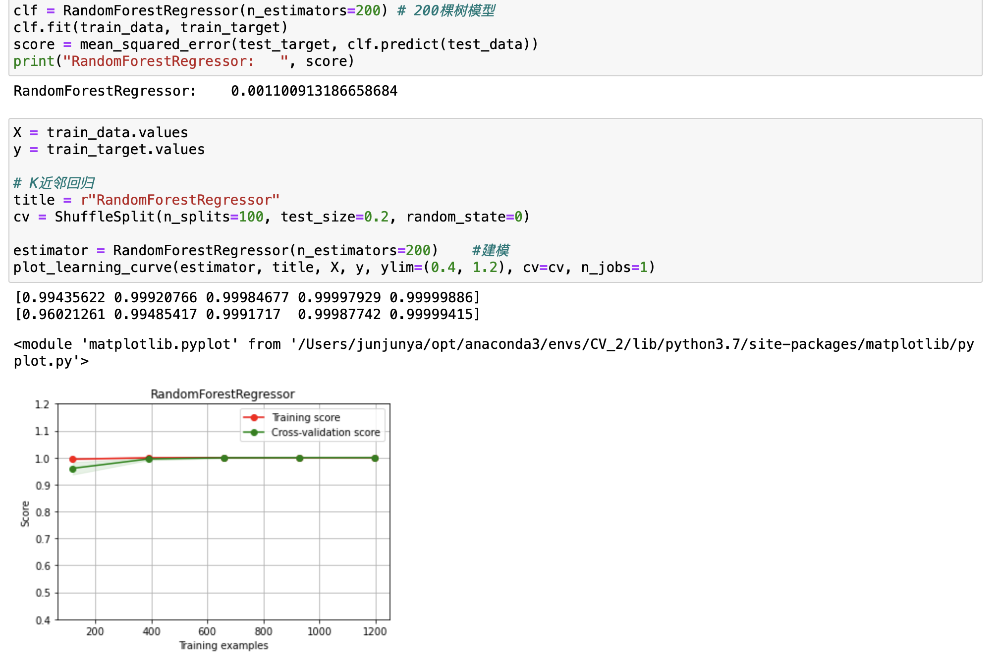 clf = RandomForestRegressor(n_estimators=200) # 200棵树模型
clf.fit(train_data, train_target)
score = mean_squared_error(test_target, clf.predict(test_data))
print("RandomForestRegressor:   ", score)
RandomForestRegressor:    0.001100913186658684
X = train_data.values
y = train_target.values
# K近邻回归
title = r"RandomForestRegressor"
cv = ShuffleSplit(n_splits=100, test_size=0.2, random_state=0)
estimator = RandomForestRegressor(n_estimators=200)    #建模
plot_learning_curve(estimator, title, X, y, ylim=(0.4, 1.2), cv=cv, n_jobs=1)
[0.99435622 0.99920766 0.99984677 0.99997929 0.99999886]
[0.96021261 0.99485417 0.9991717  0.99987742 0.99999415]
<module 'matplotlib.pyplot' from '/Users/junjunya/opt/anaconda3/envs/CV_2/lib/python3.7/site-packages/matplotlib/py
plot.py'>
RandomForestRegressor
Training score
Cross-validation score
1.2
1.1
1.0
0.9
0.8
0.7
0.6
0.5
0.4
Score
200 400 600 800 1000 1200
Training examples